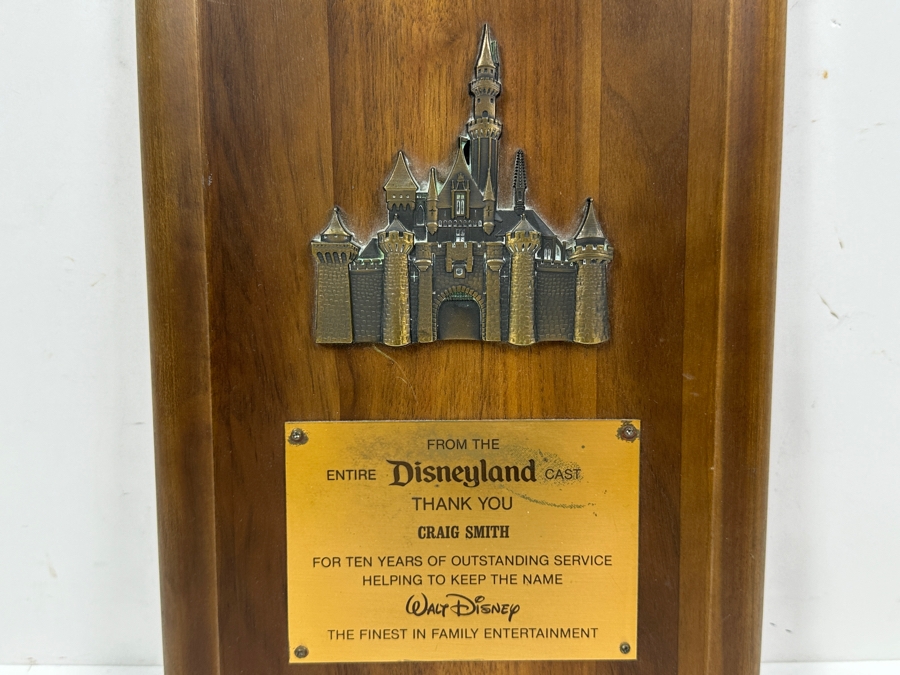 FROM THE
ENTIRE Disneyland CAST
THANK YOU
CRAIG SMITH
FOR TEN YEARS OF OUTSTANDING SERVICE
HELPING TO KEEP THE NAME
Walt Disney
THE FINEST IN FAMILY ENTERTAINMENT